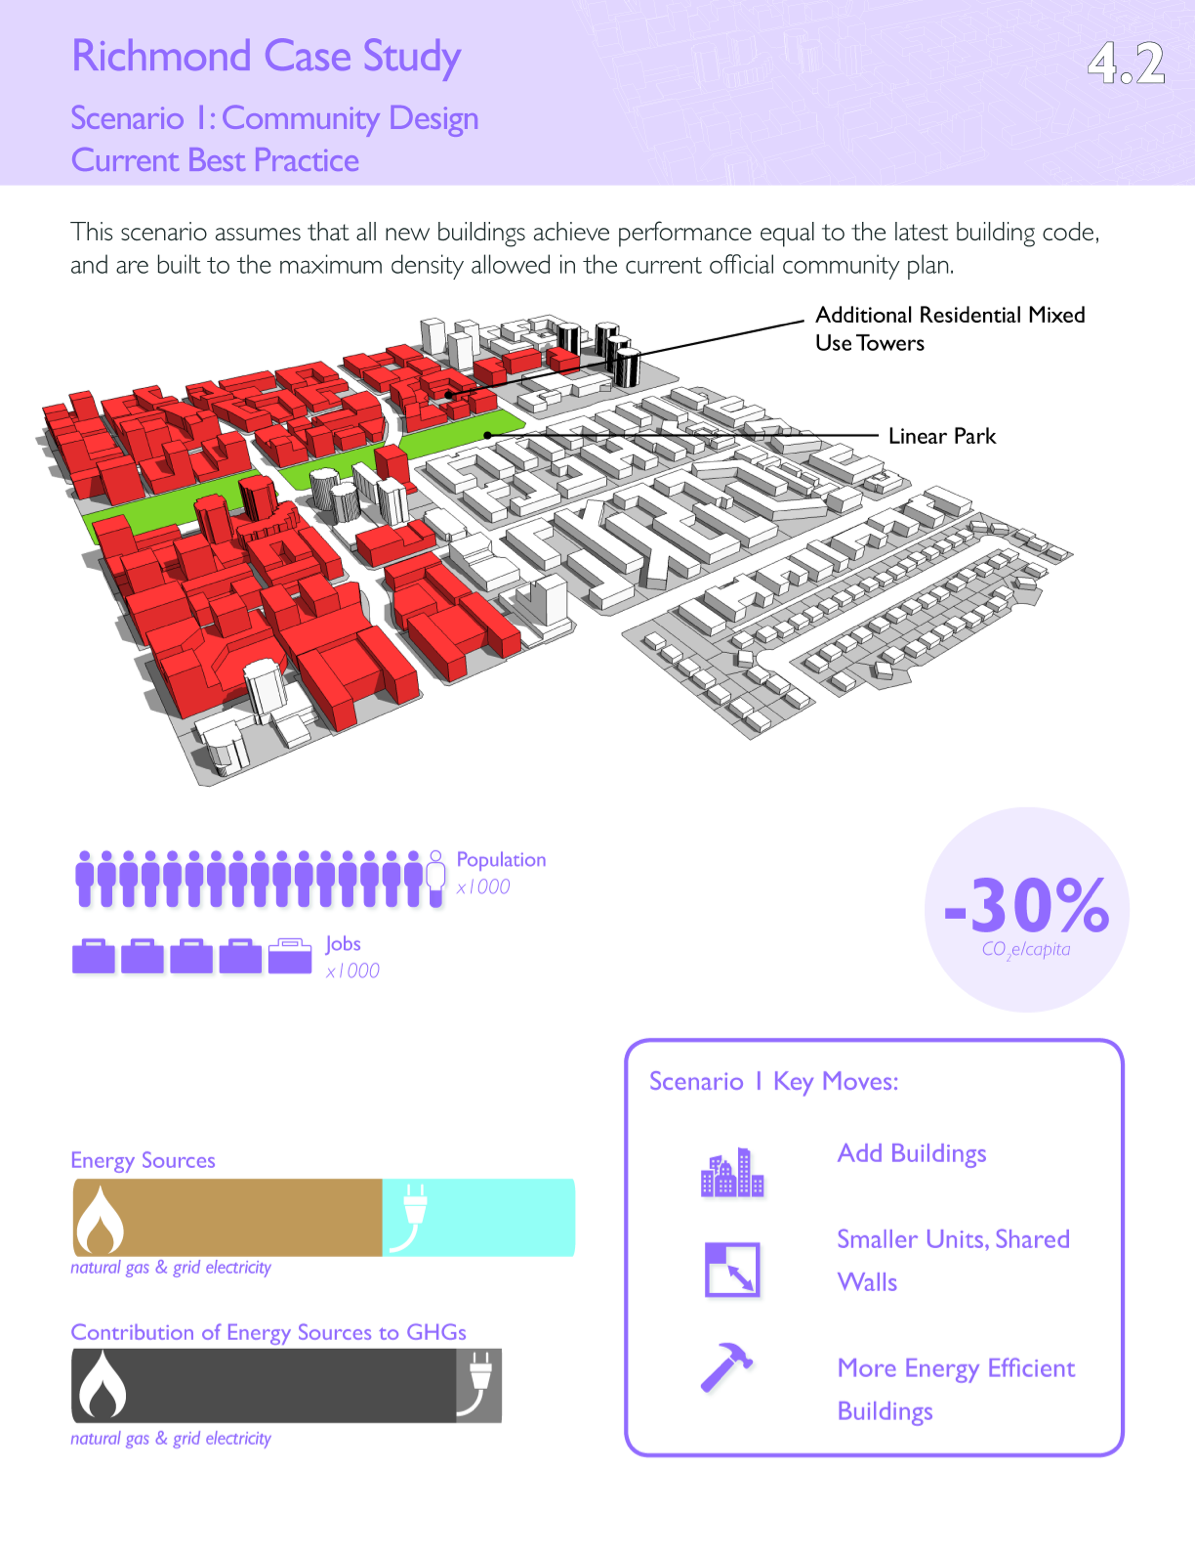 Richmond Case Study
4.2
Scenario 1: Community Design
Current Best Practice
This scenario assumes that all new buildings achieve performance equal to the latest building code,
and are built to the maximum density allowed in the current official community plan.
Additional Residential Mixed
Use Towers
Linear Park
Population
x1000
Jobs
x1000
-30%
CO2e/capita
Energy Sources
natural gas & grid electricity
Contribution of Energy Sources to GHGs
natural gas & grid electricity
Scenario 1 Key Moves:
Add Buildings
Smaller Units, Shared
Walls
More Energy Efficient
Buildings